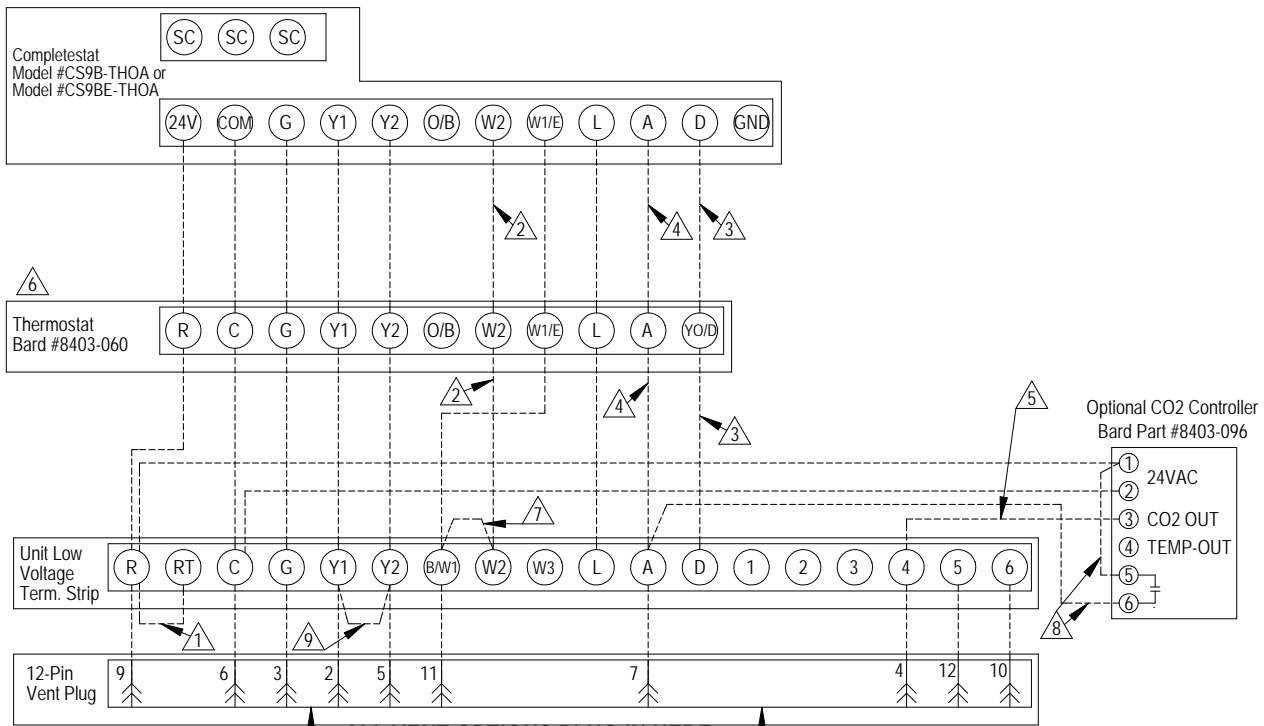 SC SC SC
Completestat
Model #CS9B-THOA or
Model #CS9BE-THOA
24V COM G Y1 Y2 O/B W2 W1/E L A D GND
2 4 3
6
Thermostat
Bard #8403-060
R C G Y1 Y2 O/B W2 W1/E L A YO/D
2 4 3 5
Optional CO2 Controller
Bard Part #8403-096
1 24VAC
2
3 CO2 OUT
4 TEMP-OUT
5
6
7
8
Unit Low
Voltage
Term. Strip
R RT C G Y1 Y2 B/W1 W2 W3 L A D 1 2 3 4 5 6
1 9
12-Pin
Vent Plug
9 6 3 2 5 11 7 4 12 10